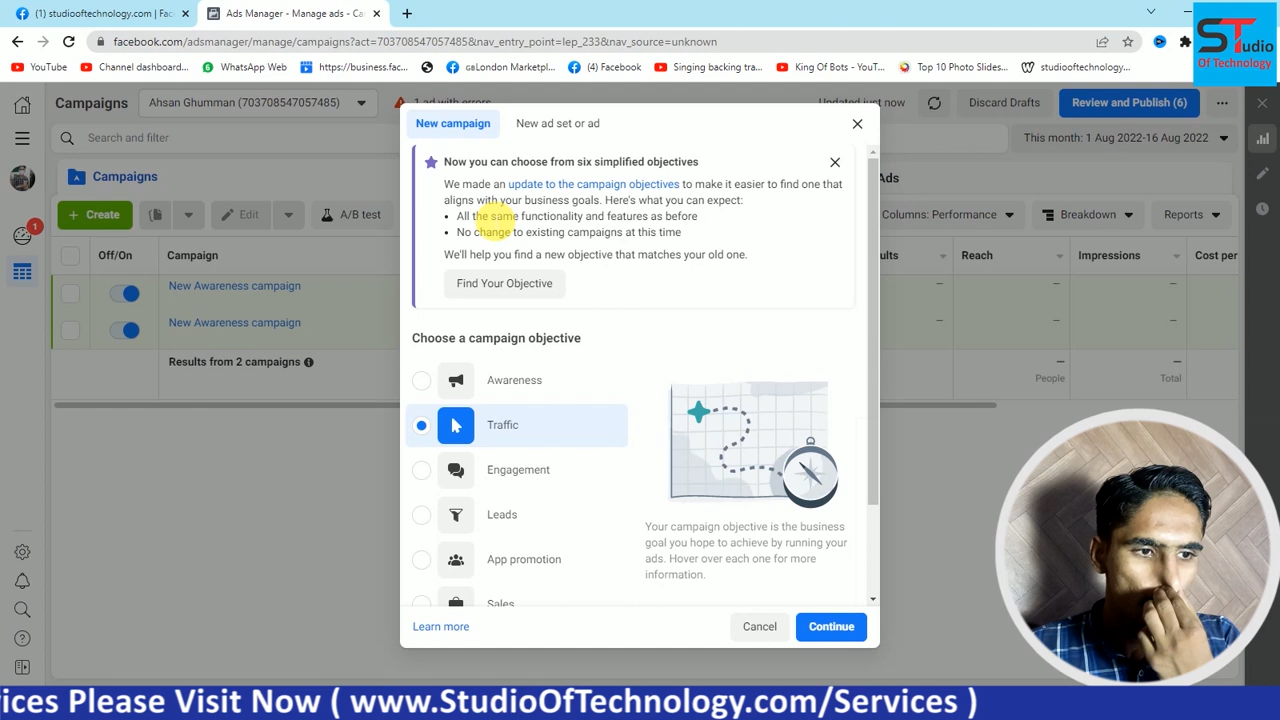 (1) studiooftechnology.com | Fac
Ads Manager - Manage ads - Ca
facebook.com/adsmanager/manage/campaigns?act=703708547057485&nav_entry_point=lep_233&nav_source=unknown
YouTube
Channel dashboard...
WhatsApp Web
https://business.fac...
GBLondon Marketpl...
(4) Facebook
Singing backing tra...
King Of Bots - YouT...
Top 10 Photo Slides...
studiooftechnology...
STudio
Of Technology
Campaigns
Ahsan Ghumman (703708547057485)
1 ad with errors
Updated just now
Discard Drafts
Review and Publish (6)
Search and filter
This month: 1 Aug 2022-16 Aug 2022
Campaigns
Ads
Create
Edit
A/B test
Columns: Performance
Breakdown
Reports
1
Off/On
Campaign
ults
Reach
Impressions
Cost per
New Awareness campaign
New Awareness campaign
Results from 2 campaigns
People
Total
New campaign
New ad set or ad
Now you can choose from six simplified objectives
We made an update to the campaign objectives to make it easier to find one that
aligns with your business goals. Here's what you can expect:
• All the same functionality and features as before
• No change to existing campaigns at this time
We'll help you find a new objective that matches your old one.
Find Your Objective
Choose a campaign objective
Awareness
Traffic
Engagement
Leads
App promotion
Sales
Your campaign objective is the business
goal you hope to achieve by running your
ads. Hover over each one for more
information.
Learn more
Cancel
Continue
ices Please Visit Now ( www.StudioOfTechnology.com/Services )